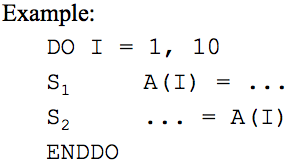 Example:
DO I = 1, 10
S₁ A(I) = ...
S₂ ... = A(I)
ENDDO